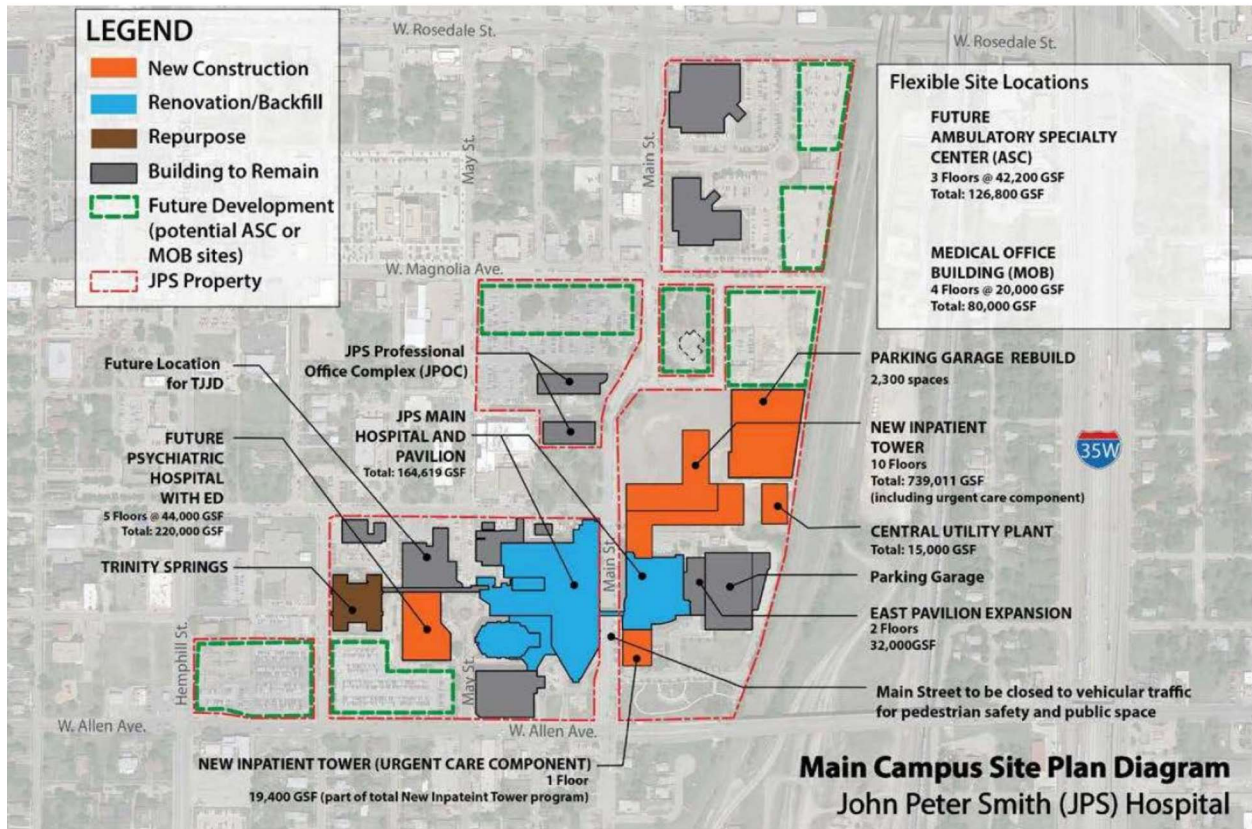 LEGEND
New Construction
Renovation/Backfill
Repurpose
Building to Remain
Future Development
(potential ASC or
MOB sites)
JPS Property
W. Rosedale St.
W. Rosedale St.
May St.
Main St.
W. Magnolia Ave.
Flexible Site Locations
FUTURE
AMBULATORY SPECIALTY
CENTER (ASC)
3 Floors @ 42,200 GSF
Total: 126,800 GSF
MEDICAL OFFICE
BUILDING (MOB)
4 Floors @ 20,000 GSF
Total: 80,000 GSF
Future Location
for TJJD
JPS Professional
Office Complex (JPOC)
JPS MAIN
HOSPITAL AND
PAVILION
Total: 164,619 GSF
FUTURE
PSYCHIATRIC
HOSPITAL
WITH ED
5 Floors @ 44,000 GSF
Total: 220,000 GSF
TRINITY SPRINGS
PARKING GARAGE REBUILD
2,300 spaces
NEW INPATIENT
TOWER
10 Floors
Total: 739,011 GSF
(including urgent care component)
35W
CENTRAL UTILITY PLANT
Total: 15,000 GSF
Parking Garage
EAST PAVILION EXPANSION
2 Floors
32,000GSF
Main Street to be closed to vehicular traffic
for pedestrian safety and public space
Main St.
Hemphill St.
May St.
W. Allen Ave.
W. Allen Ave.
NEW INPATIENT TOWER (URGENT CARE COMPONENT)
1 Floor
19,400 GSF (part of total New Inpateint Tower program)
Main Campus Site Plan Diagram
John Peter Smith (JPS) Hospital